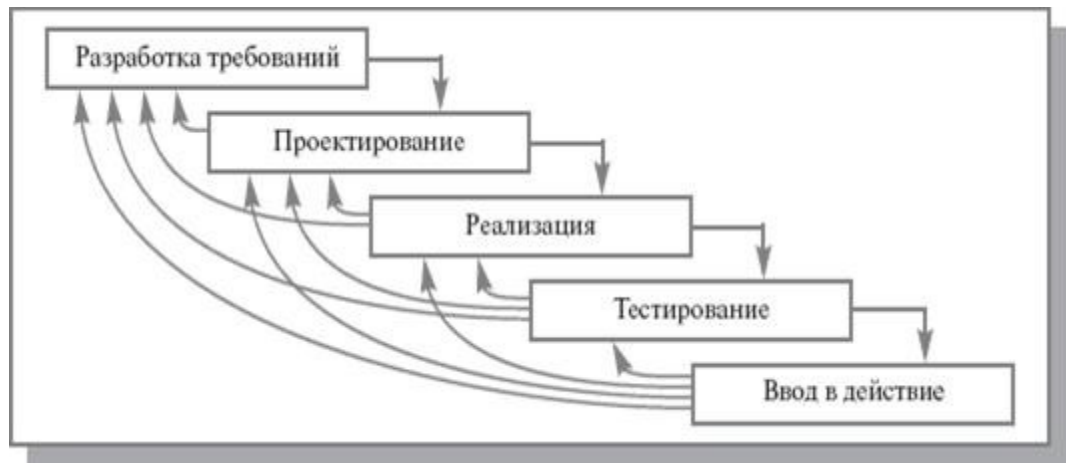 Разработка требований
Проектирование
Реализация
Тестирование
Ввод в действие